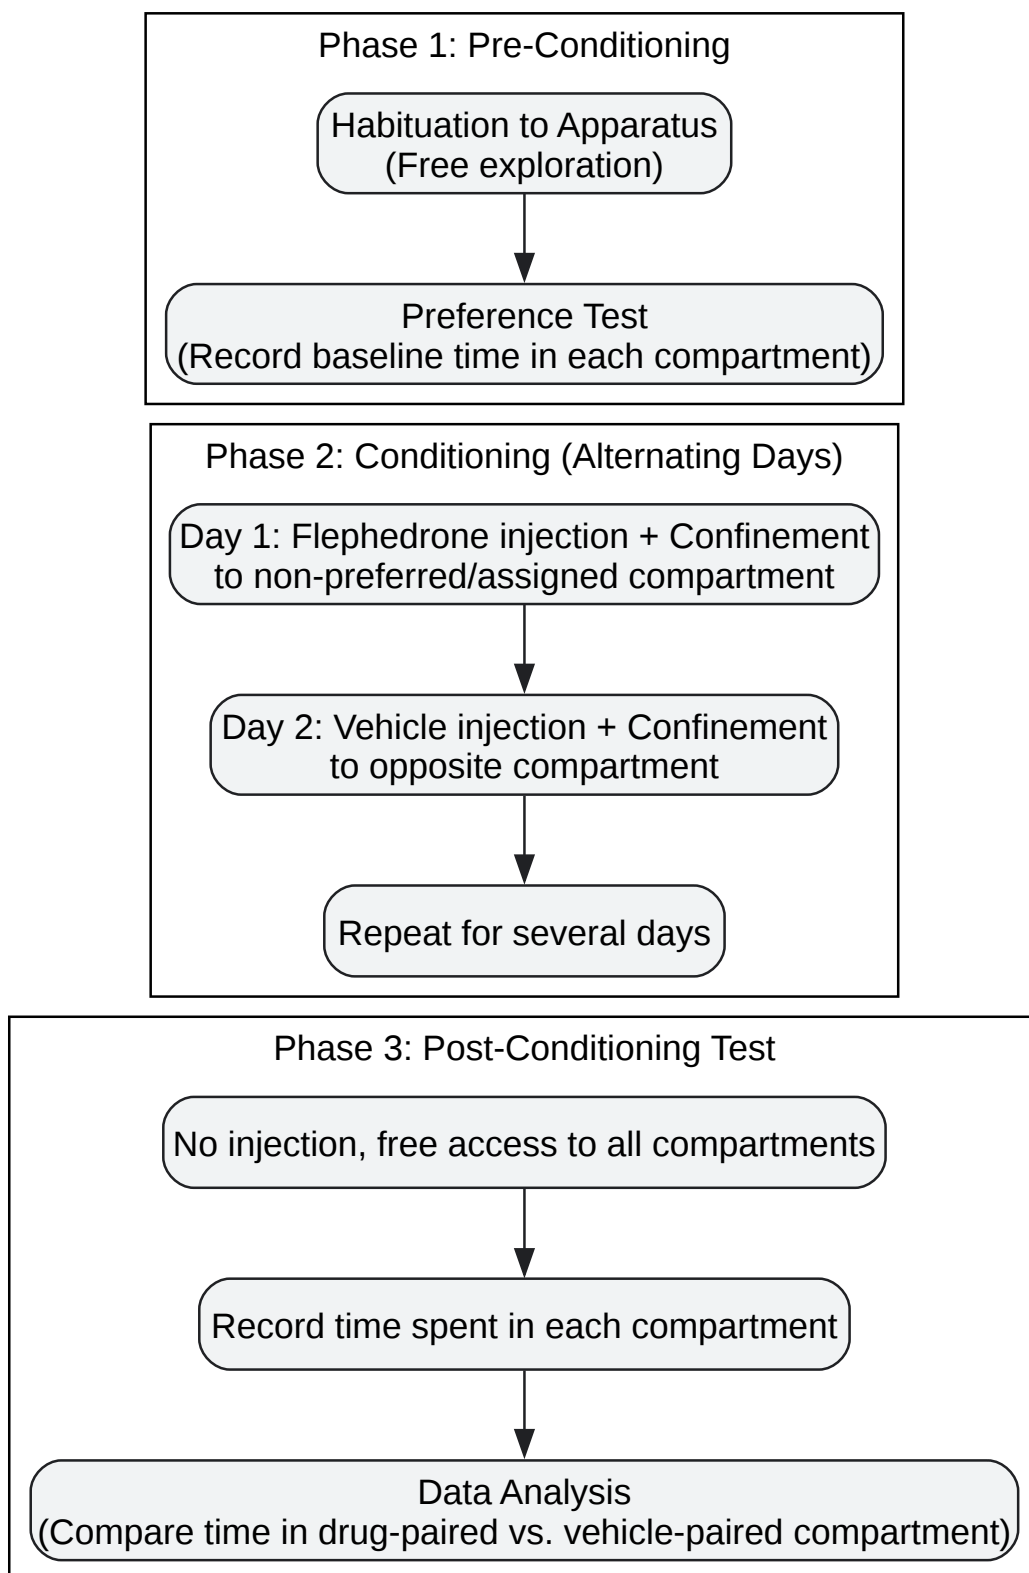 Phase 1: Pre-Conditioning
Habituation to Apparatus
(Free exploration)
Preference Test
(Record baseline time in each compartment)
Phase 2: Conditioning (Alternating Days)
Day 1: Flephedrone injection + Confinement
to non-preferred/assigned compartment
Day 2: Vehicle injection + Confinement
to opposite compartment
Repeat for several days
Phase 3: Post-Conditioning Test
No injection, free access to all compartments
Record time spent in each compartment
Data Analysis
(Compare time in drug-paired vs. vehicle-paired compartment)